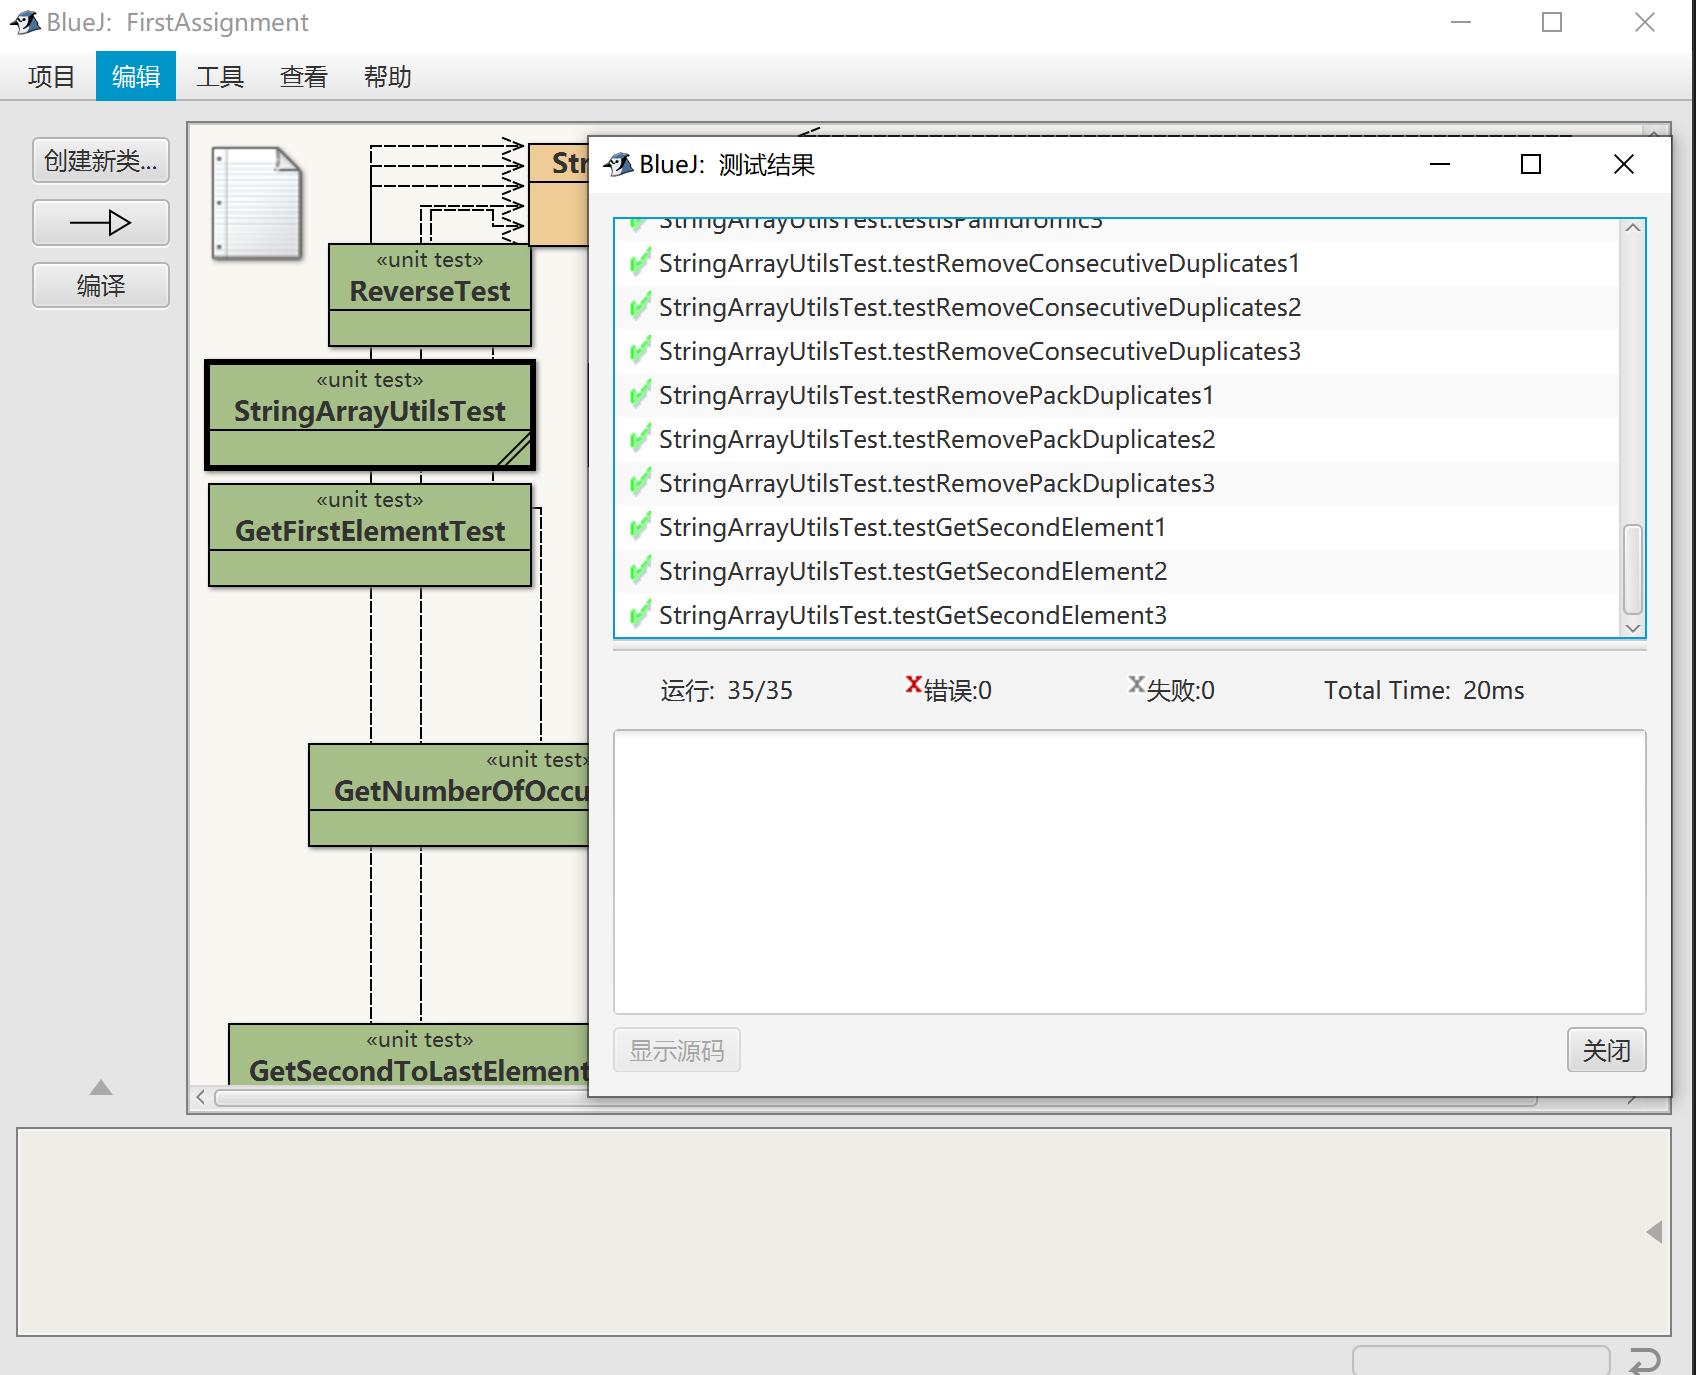 BlueJ: FirstAssignment
项目 编辑 工具 查看 帮助
创建新类...
编译
Str
«unit test»
ReverseTest
«unit test»
StringArrayUtilsTest
«unit test»
GetFirstElementTest
«unit test»
GetNumberOfOccu
«unit test»
GetSecondToLastElement
BlueJ: 测试结果
StringArrayUtilsTest.testIsPalindromic3
StringArrayUtilsTest.testRemoveConsecutiveDuplicates1
StringArrayUtilsTest.testRemoveConsecutiveDuplicates2
StringArrayUtilsTest.testRemoveConsecutiveDuplicates3
StringArrayUtilsTest.testRemovePackDuplicates1
StringArrayUtilsTest.testRemovePackDuplicates2
StringArrayUtilsTest.testRemovePackDuplicates3
StringArrayUtilsTest.testGetSecondElement1
StringArrayUtilsTest.testGetSecondElement2
StringArrayUtilsTest.testGetSecondElement3
运行: 35/35 错误:0 失败:0 Total Time: 20ms
显示源码 关闭